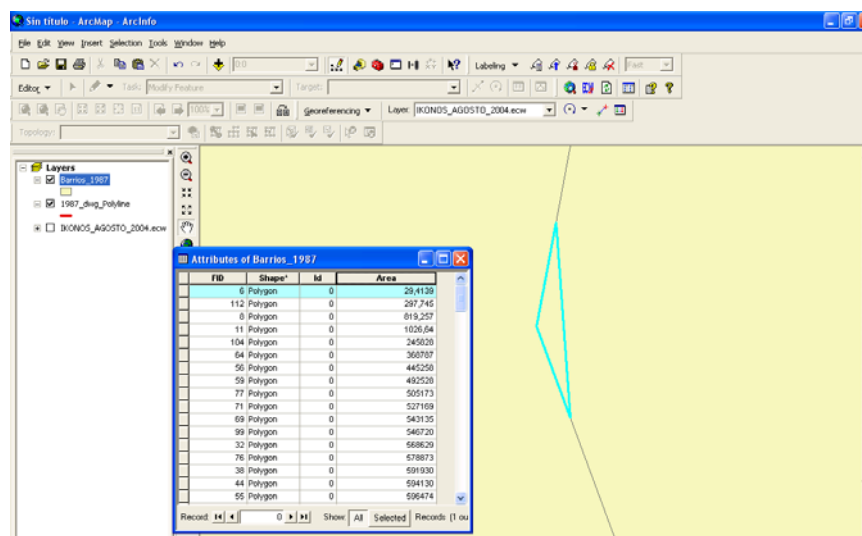 Sin título - ArcMap - ArcInfo
File Edit View Insert Selection Tools Window Help
Labeling Fast
Editor Task: Modify Feature Target:
100% Georeferencing Layer: IKONOS_AGOSTO_2004.ecw
Topology:
Layers
Barrios_1987
1987_dwg_Polyline
IKONOS_AGOSTO_2004.ecw
Attributes of Barrios_1987
FID Shape* Id Area
6 Polygon 0 29,4139
112 Polygon 0 297,745
8 Polygon 0 819,257
11 Polygon 0 1026,64
104 Polygon 0 245828
64 Polygon 0 368787
56 Polygon 0 445258
59 Polygon 0 492528
77 Polygon 0 505173
71 Polygon 0 527169
69 Polygon 0 543135
99 Polygon 0 546720
32 Polygon 0 568629
76 Polygon 0 578873
38 Polygon 0 591930
44 Polygon 0 594130
55 Polygon 0 596474
Record: 0 Show: All Selected Records (1 ou